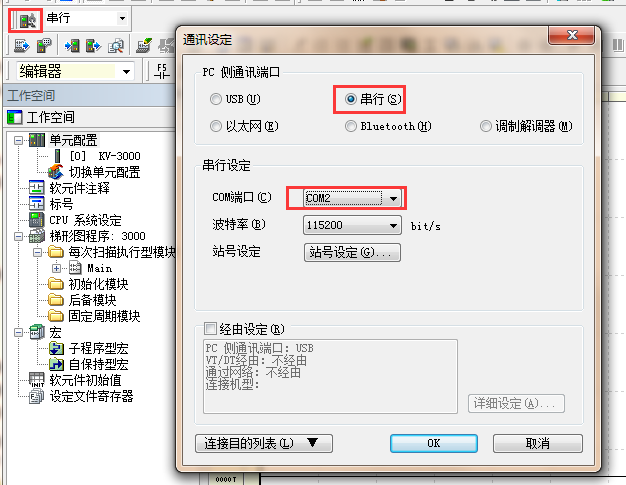 串行
编辑器
工作空间
工作空间
单元配置
[0] KV-3000
切换单元配置
软元件注释
标号
CPU 系统设定
梯形图程序: 3000
每次扫描执行型模块
Main
初始化模块
后备模块
固定周期模块
宏
子程序型宏
自保持型宏
软元件初始值
设定文件寄存器
通讯设定
PC 侧通讯端口
USB(U) 串行(S)
以太网(E) Bluetooth(H) 调制解调器(M)
串行设定
COM端口(C) COM2
波特率(B) 115200 bit/s
站号设定 站号设定(G)...
经由设定(R)
PC 侧通讯端口: USB
VT/DT经由: 不经由
通过网络: 不经由
连接机型:
详细设定(A)...
连接目的列表(L) ▼ OK 取消
00001